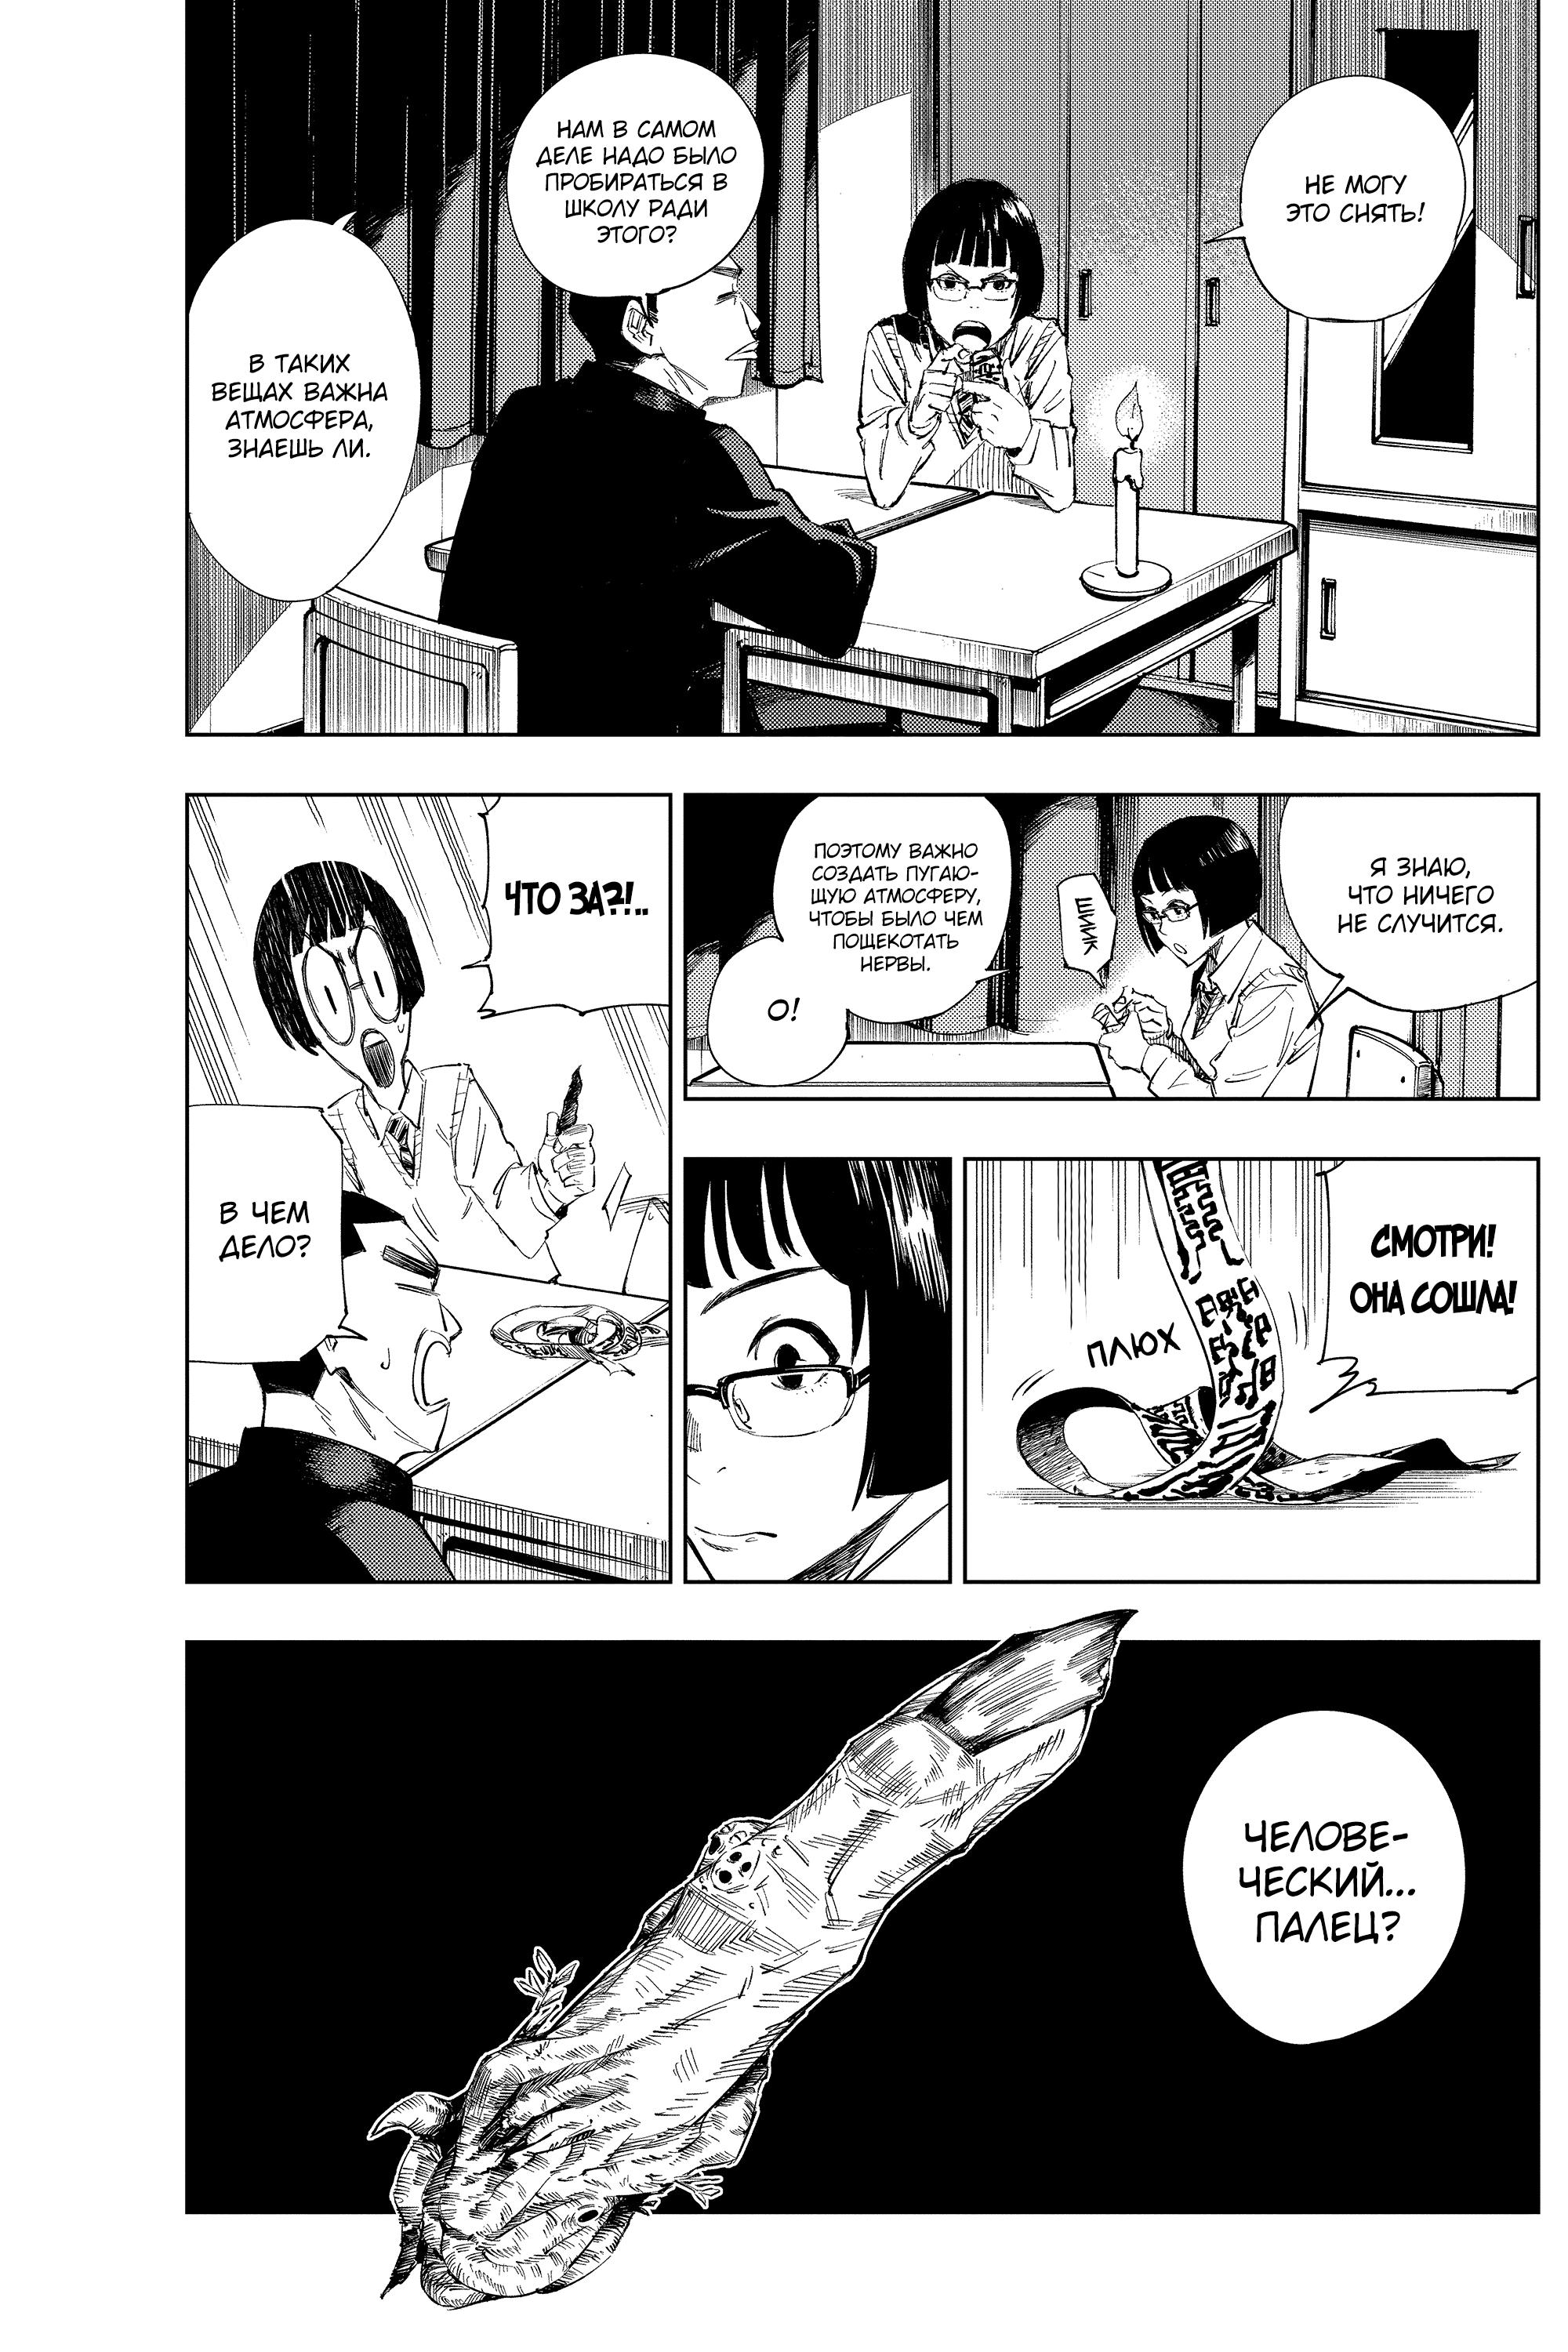 НЕ МОГУ
ЭТО СНЯТЬ!
НАМ В САМОМ
ДЕЛЕ НАДО БЫЛО
ПРОБИРАТЬСЯ В
ШКОЛУ РАДИ
ЭТОГО?
В ТАКИХ
ВЕЩАХ ВАЖНА
АТМОСФЕРА,
ЗНАЕШЬ ЛИ.
Я ЗНАЮ,
ЧТО НИЧЕГО
НЕ СЛУЧИТСЯ.
ШИИК
ПОЭТОМУ ВАЖНО
СОЗДАТЬ ПУГАЮ-
ЩУЮ АТМОСФЕРУ,
ЧТОБЫ БЫЛО ЧЕМ
ПОЩЕКОТАТЬ
НЕРВЫ.
О!
СМОТРИ!
ОНА СОШЛА!
ПЛЮХ
ЧТО ЗА?!..
В ЧЕМ
ДЕЛО?
ЧЕЛОВЕ-
ЧЕСКИЙ...
ПАЛЕЦ?